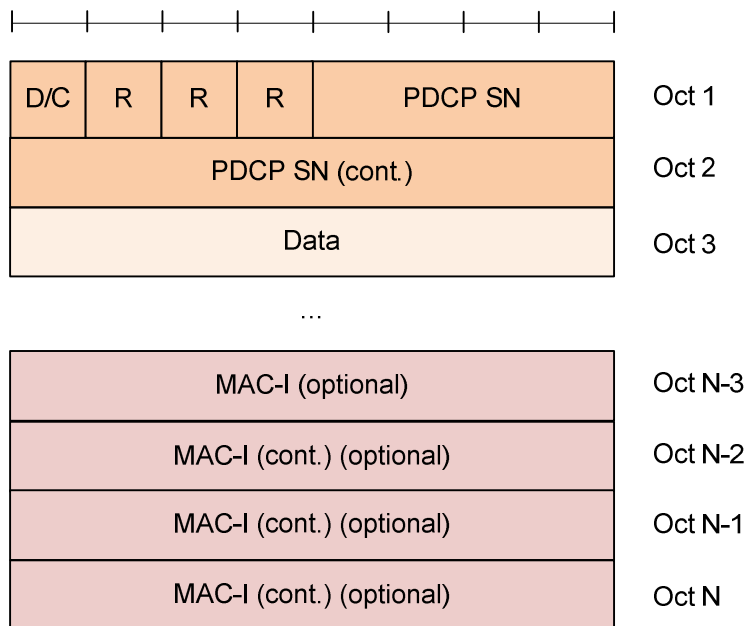 D/C R R R PDCP SN Oct 1
PDCP SN (cont.) Oct 2
Data Oct 3
...
MAC-I (optional) Oct N-3
MAC-I (cont.) (optional) Oct N-2
MAC-I (cont.) (optional) Oct N-1
MAC-I (cont.) (optional) Oct N